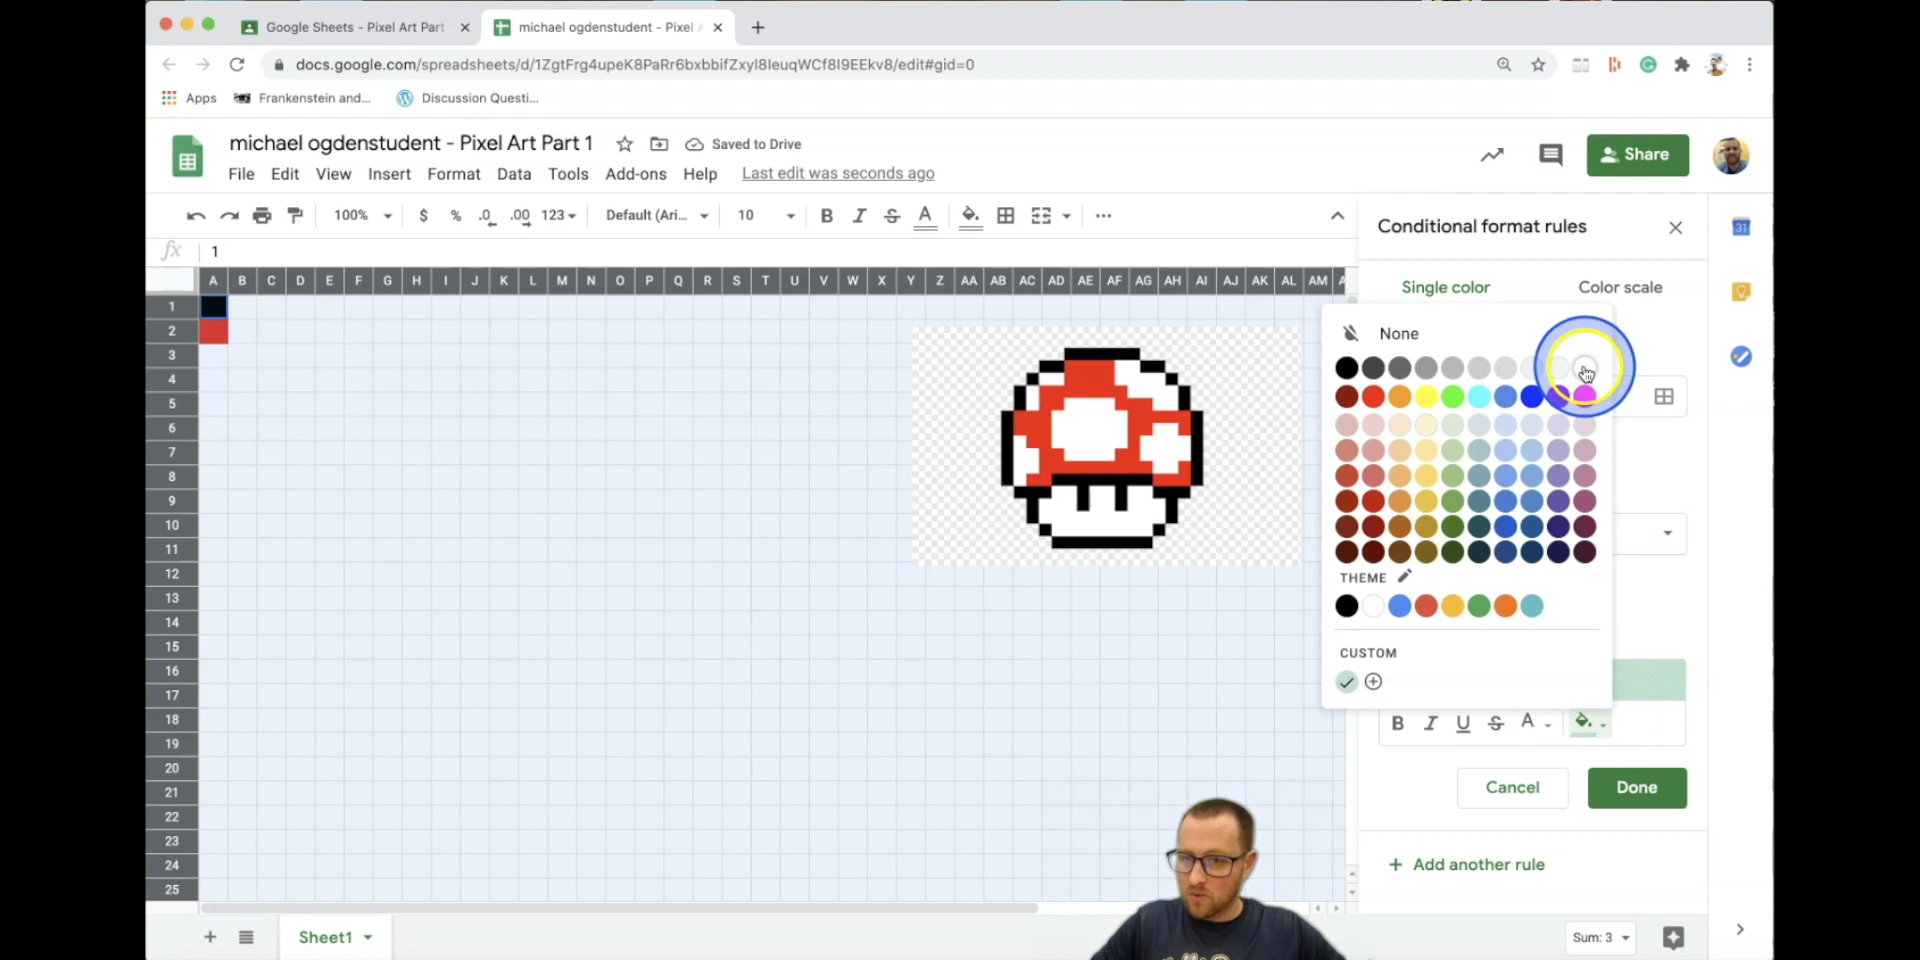 Google Sheets - Pixel Art Part
michael ogdenstudent - Pixel A
docs.google.com/spreadsheets/d/1ZgtFrg4upeK8PaRr6bxbbifZxyl8IeuqWCf8I9EEkv8/edit#gid=0
Apps Frankenstein and... Discussion Questi...
michael ogdenstudent - Pixel Art Part 1
Saved to Drive
Share
File Edit View Insert Format Data Tools Add-ons Help Last edit was seconds ago
100% $ % .0 .00 123 Default (Ari... 10 B I S A
Conditional format rules
31
fx 1
A B C D E F G H I J K L M N O P Q R S T U V W X Y Z AA AB AC AD AE AF AG AH AI AJ AK AL AM A
Single color Color scale
1
2
3
4
5
6
7
8
9
10
11
12
13
14
15
16
17
18
19
20
21
22
23
24
25
None
THEME
CUSTOM
B I U S A
Cancel Done
+ Add another rule
Sheet1
Sum: 3